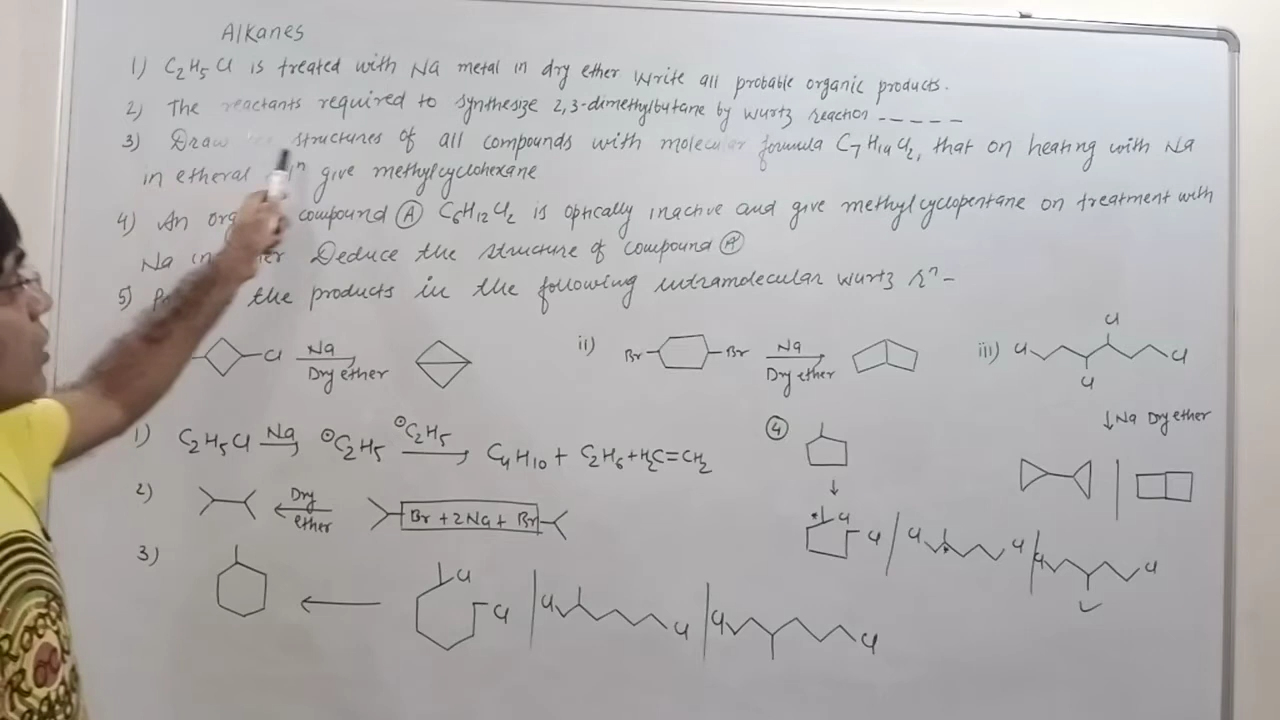 Alkanes
1) C2H5Cl is treated with Na metal in dry ether Write all probable organic products.
2) The reactants required to synthesize 2,3-dimethylbutane by wurtz reaction -----
3) Draw structures of all compounds with molecular formula C7H14Cl2, that on heating with Na
in etheral give methylcyclohexane
4) An compound Ⓐ C6H12Cl2 is optically inactive and give methylcyclopentane on treatment with
Na in Deduce the structure of compound Ⓐ
5) the products in the following intramolecular wurtz rn -
Cl Na Dry ether
ii) Br Br Na Dry ether
iii) Cl Cl Cl Cl
↓ Na Dry ether
1) C2H5Cl Na → ⊖C2H5 ⊖C2H5 → C4H10 + C2H6 + H2C=CH2
2) Dry ether ← Br + 2Na + Br
3) ← Cl Cl | Cl Cl | Cl Cl
④ ↓
* Cl Cl / Cl Cl | Cl Cl